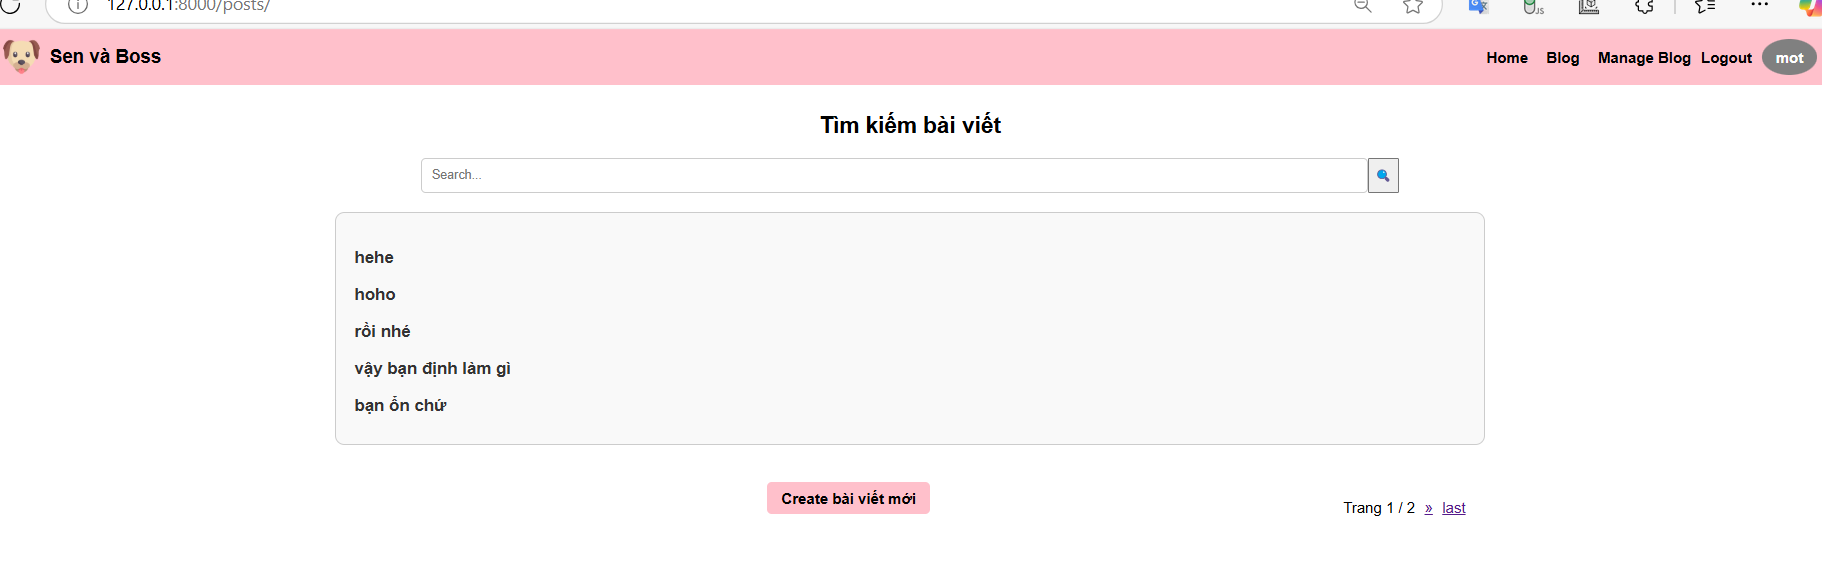 127.0.0.1:8000/posts/
Sen và Boss
Home Blog Manage Blog Logout mot
Tìm kiếm bài viết
Search...
hehe
hoho
rồi nhé
vậy bạn định làm gì
bạn ổn chứ
Create bài viết mới
Trang 1 / 2 » last